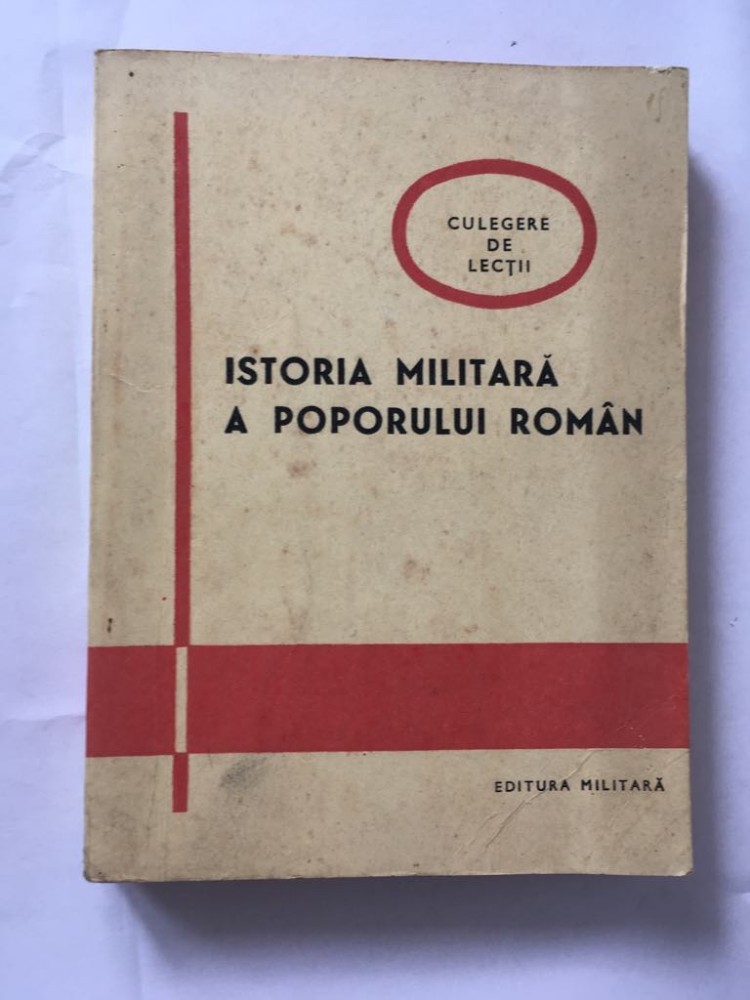 CULEGERE
DE
LECȚII
ISTORIA MILITARĂ
A POPORULUI ROMÂN
EDITURA MILITARĂ